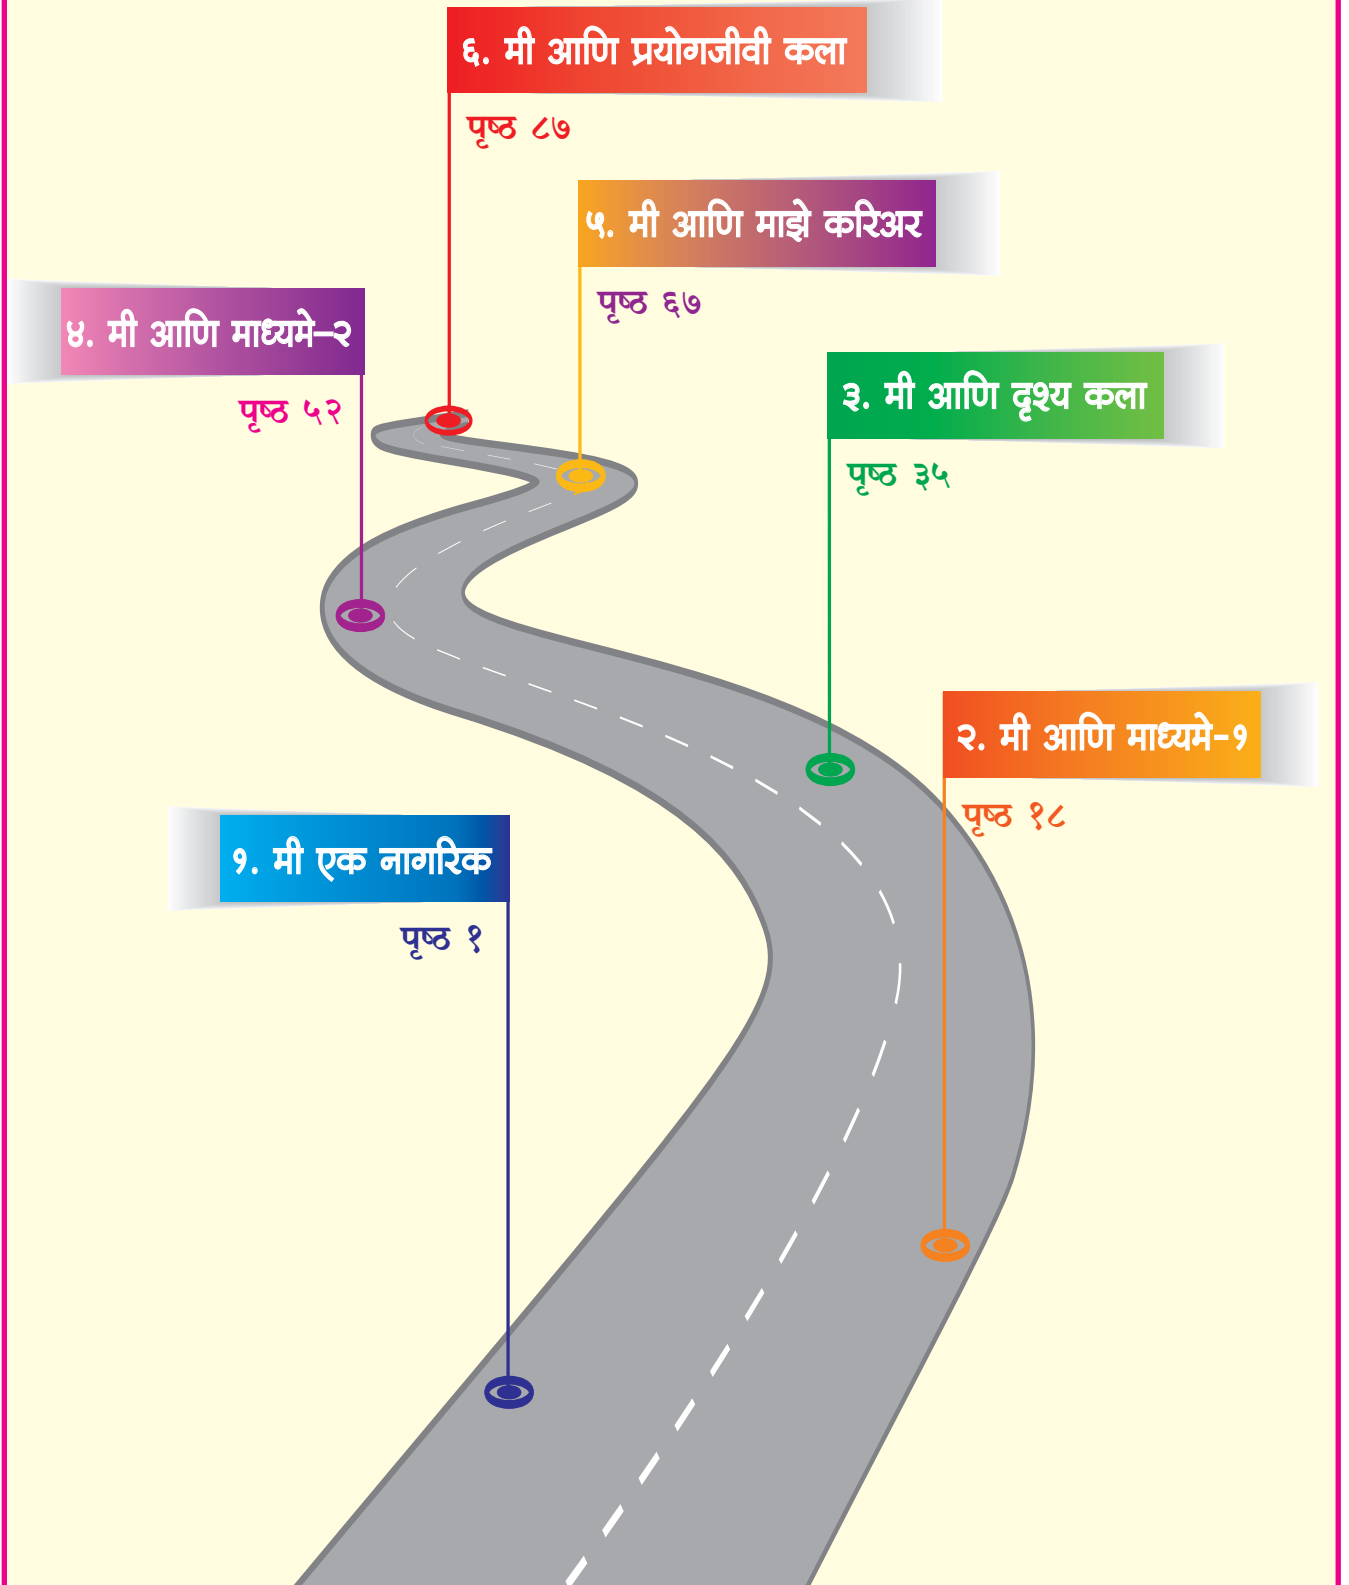 ६. मी आणि प्रयोगजीवी कला
पृष्ठ ८७
५. मी आणि माझे करिअर
पृष्ठ ६७
४. मी आणि माध्यमे–२
पृष्ठ ५२
३. मी आणि दृश्य कला
पृष्ठ ३५
२. मी आणि माध्यमे-१
पृष्ठ १८
१. मी एक नागरिक
पृष्ठ १